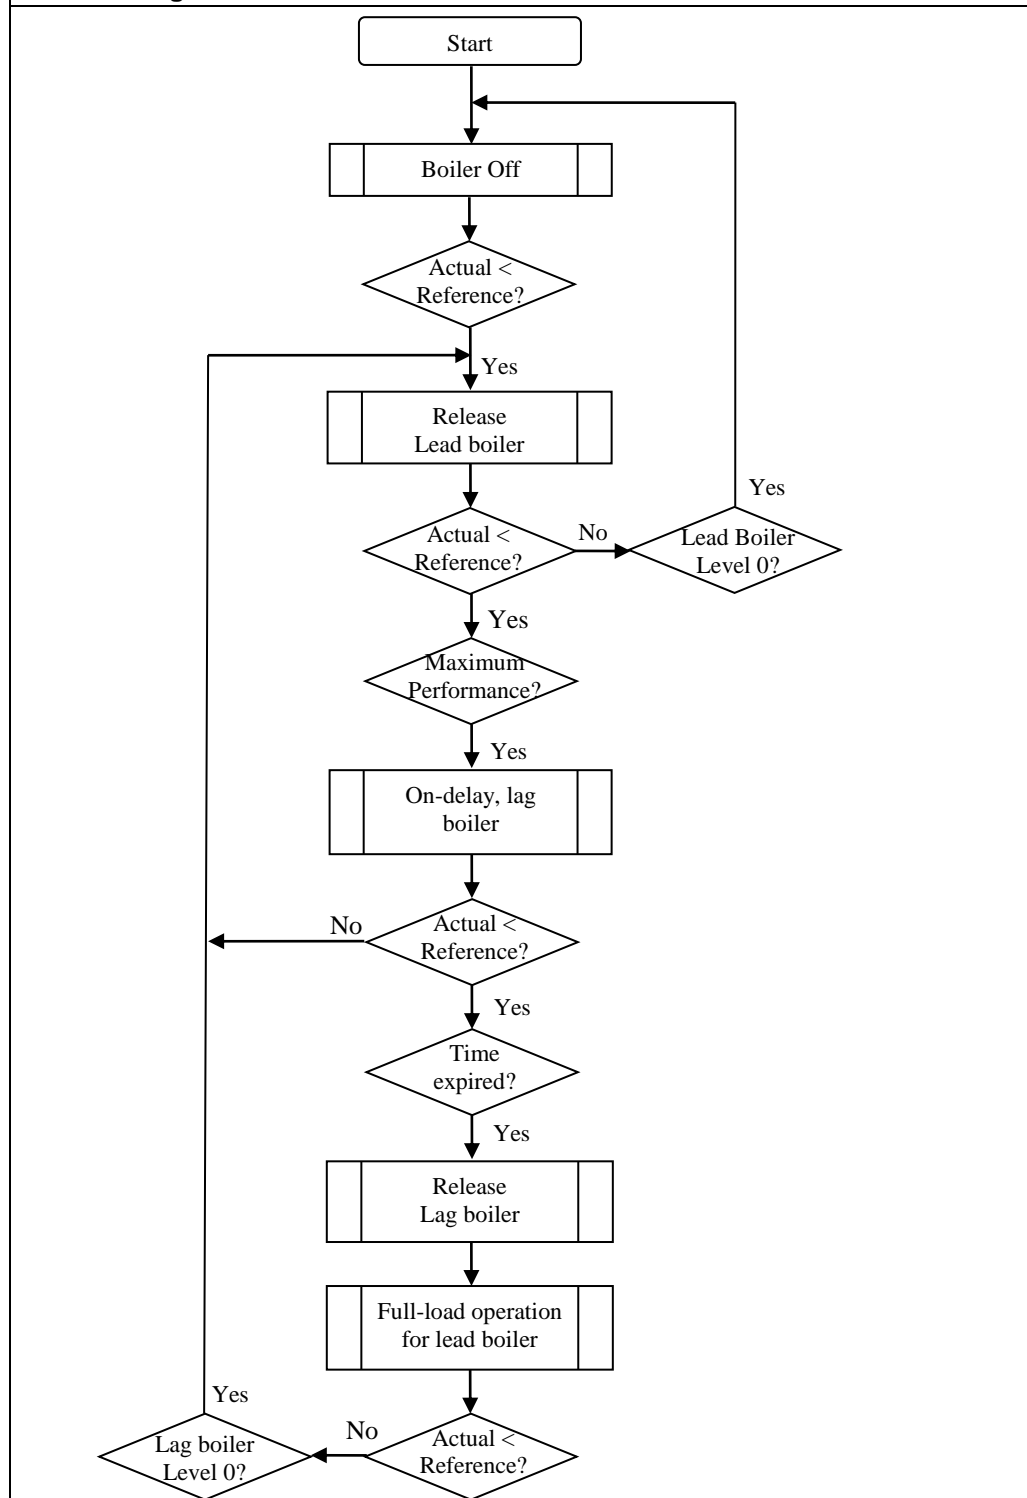 Start
Boiler Off
Actual <
Reference?
Yes
Release
Lead boiler
Yes
Actual <
Reference?
No
Lead Boiler
Level 0?
Yes
Maximum
Performance?
Yes
On-delay, lag
boiler
No
Actual <
Reference?
Yes
Time
expired?
Yes
Release
Lag boiler
Full-load operation
for lead boiler
Yes
No
Actual <
Reference?
Lag boiler
Level 0?